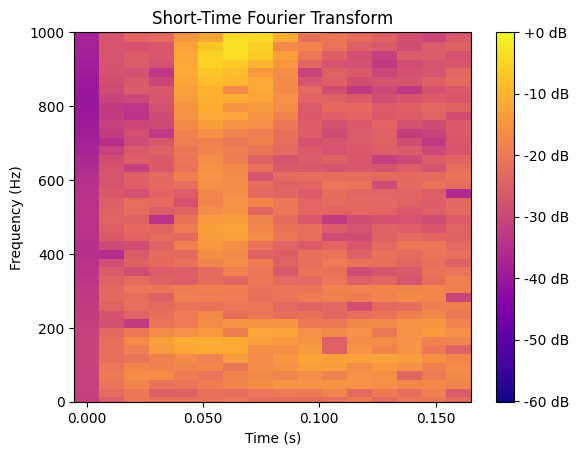 Short-Time Fourier Transform
1000
800
600
400
200
0
Frequency (Hz)
0.000
0.050
0.100
0.150
Time (s)
+0 dB
-10 dB
-20 dB
-30 dB
-40 dB
-50 dB
-60 dB